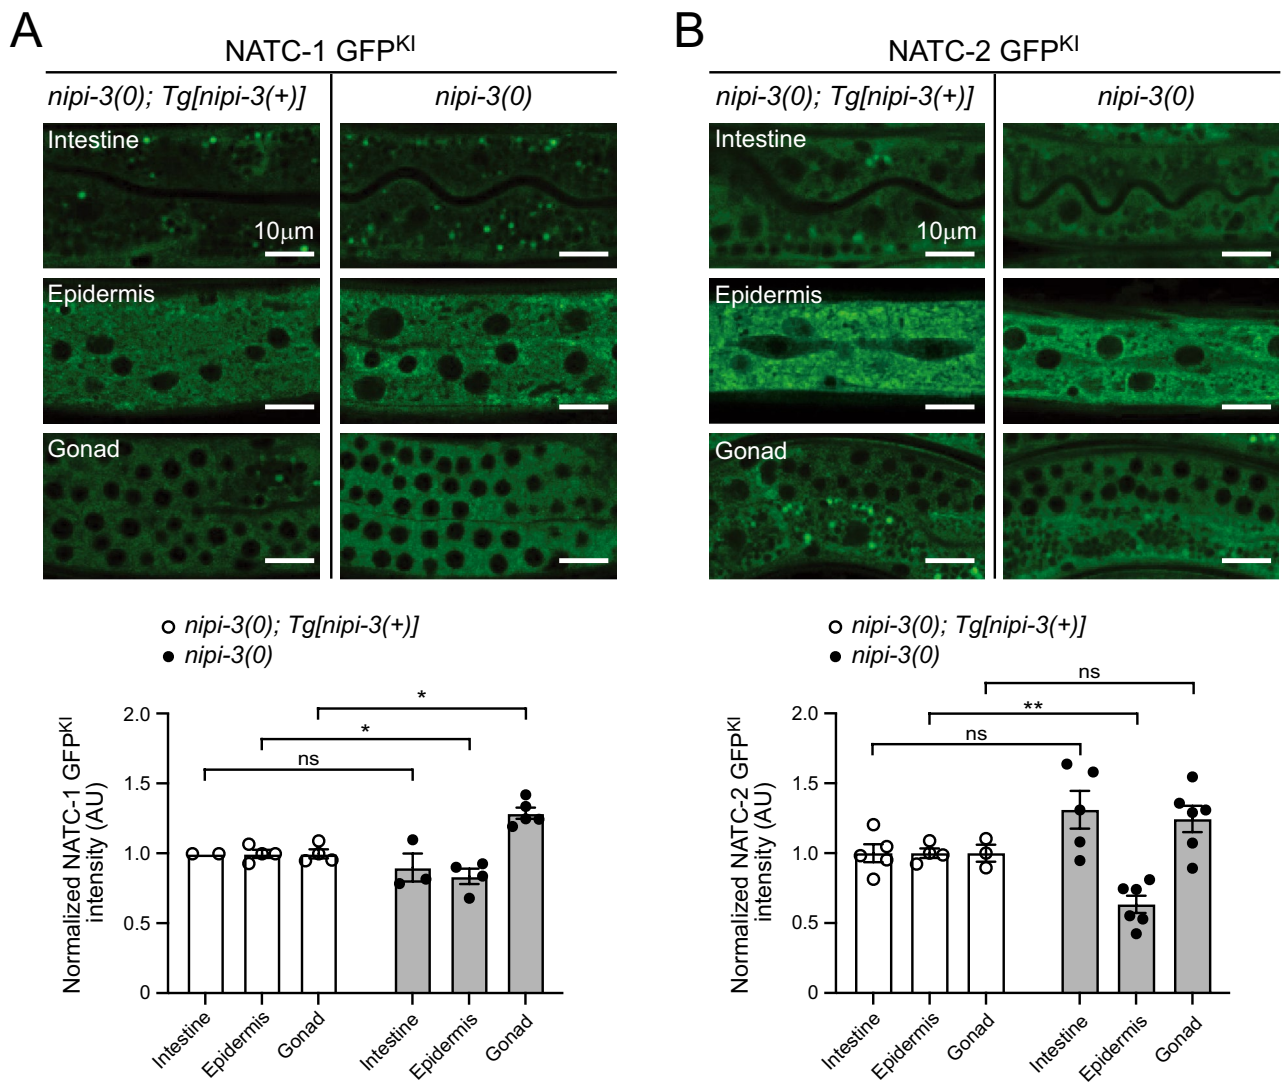 A
NATC-1 GFPKI
nipi-3(0); Tg[nipi-3(+)]
nipi-3(0)
Intestine
10μm
Epidermis
Gonad
nipi-3(0); Tg[nipi-3(+)]
nipi-3(0)
Normalized NATC-1 GFPKI
intensity (AU)
2.0
1.5
1.0
0.5
0
ns
*
*
Intestine
Epidermis
Gonad
Intestine
Epidermis
Gonad
B
NATC-2 GFPKI
nipi-3(0); Tg[nipi-3(+)]
nipi-3(0)
Intestine
10μm
Epidermis
Gonad
nipi-3(0); Tg[nipi-3(+)]
nipi-3(0)
Normalized NATC-2 GFPKI
intensity (AU)
2.0
1.5
1.0
0.5
0
ns
**
ns
Intestine
Epidermis
Gonad
Intestine
Epidermis
Gonad